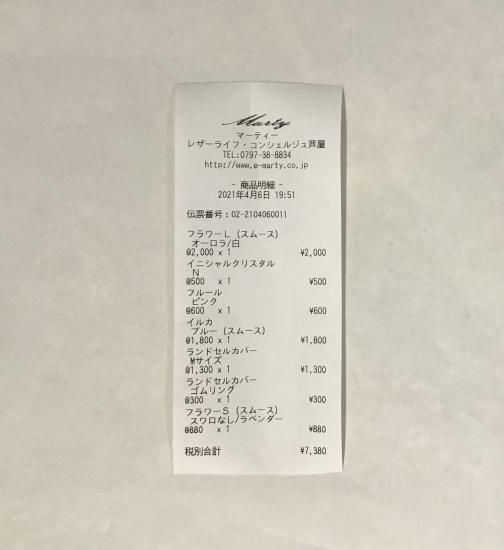 Marty
マーティー
レザーライフ・コンシェルジュ芦屋
TEL:0797-38-8834
http://www.e-marty.co.jp
- 商品明細 -
2021年4月6日 19:51
伝票番号:02-2104060011
フラワーL (スムース)
オーロラ/白
@2,000 x 1 ¥2,000
イニシャルクリスタル
N
@500 x 1 ¥500
フルール
ピンク
@600 x 1 ¥600
イルカ
ブルー(スムース)
@1,800 x 1 ¥1,800
ランドセルカバー
Mサイズ
@1,300 x 1 ¥1,300
ランドセルカバー
ゴムリング
@300 x 1 ¥300
フラワーS (スムース)
スワロなし/ラベンダー
@880 x 1 ¥880
税別合計 ¥7,380